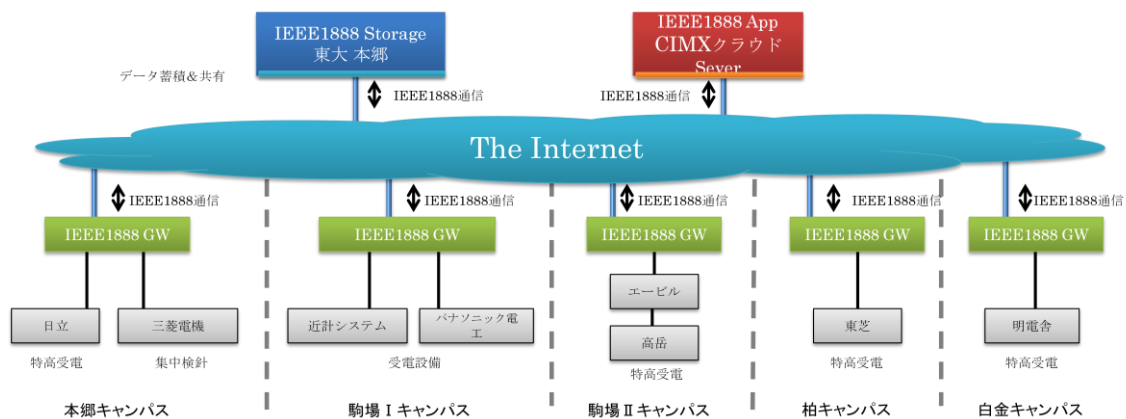 IEEE1888 Storage
東大 本郷
IEEE1888 App
CIMXクラウド
Sever
データ蓄積&共有
IEEE1888通信
IEEE1888通信
The Internet
IEEE1888通信
IEEE1888通信
IEEE1888通信
IEEE1888通信
IEEE1888通信
IEEE1888 GW
IEEE1888 GW
IEEE1888 GW
IEEE1888 GW
IEEE1888 GW
エービル
日立
三菱電機
近計システム
パナソニック電
工
高岳
東芝
明電舎
特高受電
集中検針
受電設備
特高受電
特高受電
特高受電
本郷キャンパス
駒場Ⅰキャンパス
駒場Ⅱキャンパス
柏キャンパス
白金キャンパス